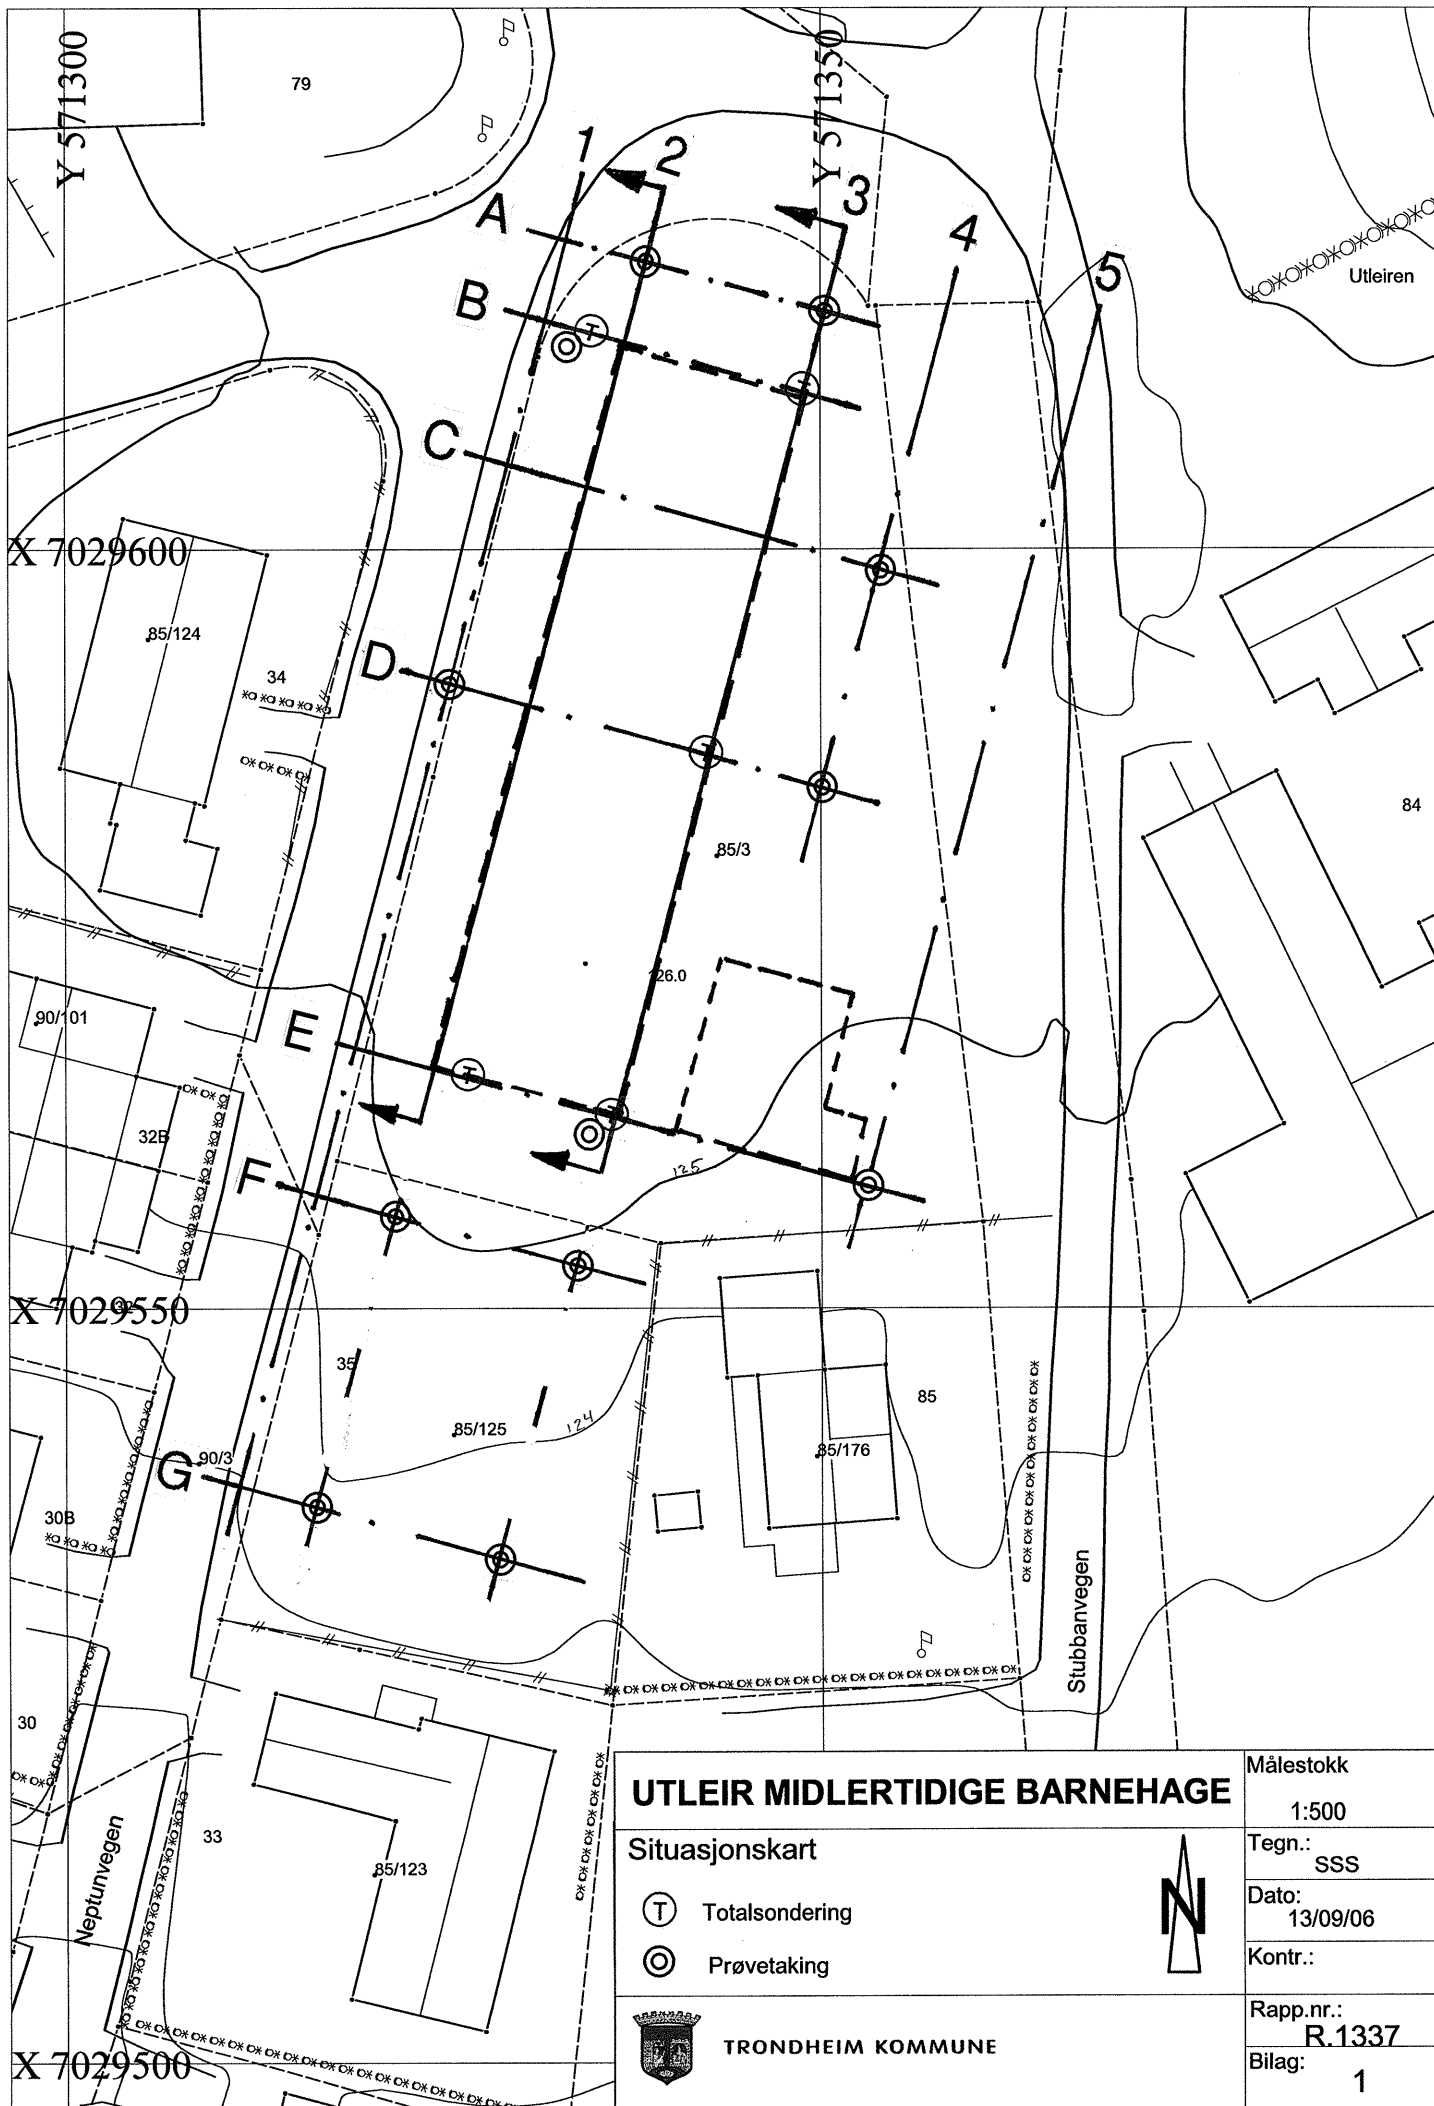 Y 571300
Y 571350
79
1
2
3
4
5
A
B
C
D
E
F
G
Utleiren
X 7029600
85/124
34
84
85/3
126.0
90/101
32B
125
X 7029550
32
35
85/125
124
85
85/176
90/3
30B
Stubbanvegen
30
33
85/123
Neptunvegen
X 7029500
UTLEIR MIDLERTIDIGE BARNEHAGE
Målestokk
1:500
Situasjonskart
T Totalsondering
Prøvetaking
N
Tegn.:
SSS
Dato:
13/09/06
Kontr.:
TRONDHEIM KOMMUNE
Rapp.nr.:
R.1337
Bilag:
1